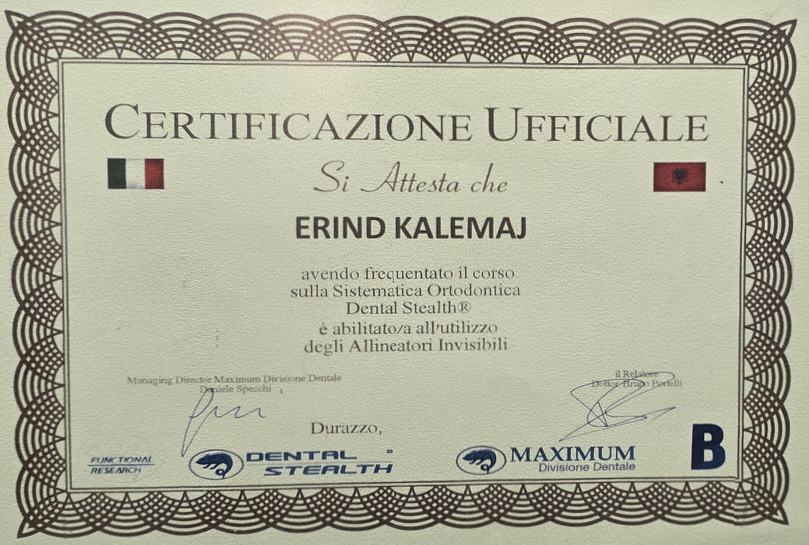 CERTIFICAZIONE UFFICIALE
Si Attesta che
ERIND KALEMAJ
avendo frequentato il corso
sulla Sistematica Ortodontica
Dental Stealth®
è abilitato/a all'utilizzo
degli Allineatori Invisibili
Managing Director Maximum Divisione Dentale
Daniele Specchi
il Relatore
Dottor. Bruno
Durazzo,
FUNCTIONAL
RESEARCH
DENTAL
STEALTH
MAXIMUM
Divisione Dentale
B